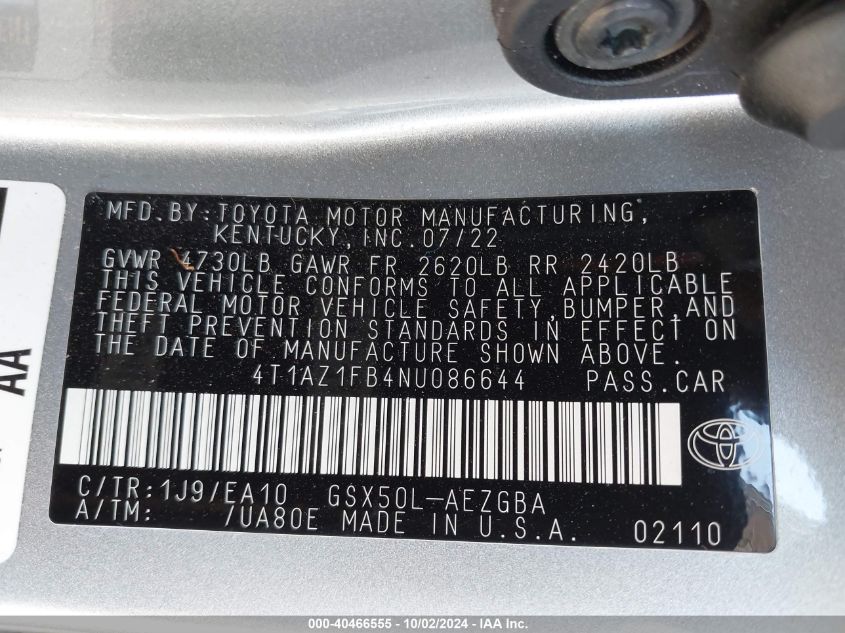 MFD.BY:TOYOTA MOTOR MANUFACTURING,
KENTUCKY, INC. 07/22
GVWR 4730LB GAWR FR 2620LB RR 2420LB
THIS VEHICLE CONFORMS TO ALL APPLICABLE
FEDERAL MOTOR VEHICLE SAFETY, BUMPER, AND
THEFT PREVENTION STANDARDS IN EFFECT ON
THE DATE OF MANUFACTURE SHOWN ABOVE.
4T1AZ1FB4NU086644 PASS.CAR
C/TR:1J9/EA10 GSX50L-AEZGBA
A/TM: /UA80E MADE IN U.S.A. 02110
AA
000-40466555 - 10/02/2024 - IAA Inc.